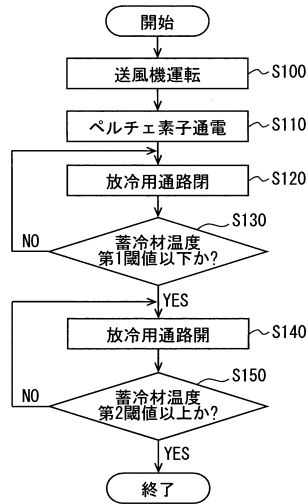 開始
送風機運転
S100
ペルチェ素子通電
S110
放冷用通路閉
S120
S130
蓄冷材温度
第1閾値以下か?
NO
YES
放冷用通路開
S140
S150
蓄冷材温度
第2閾値以上か?
NO
YES
終了